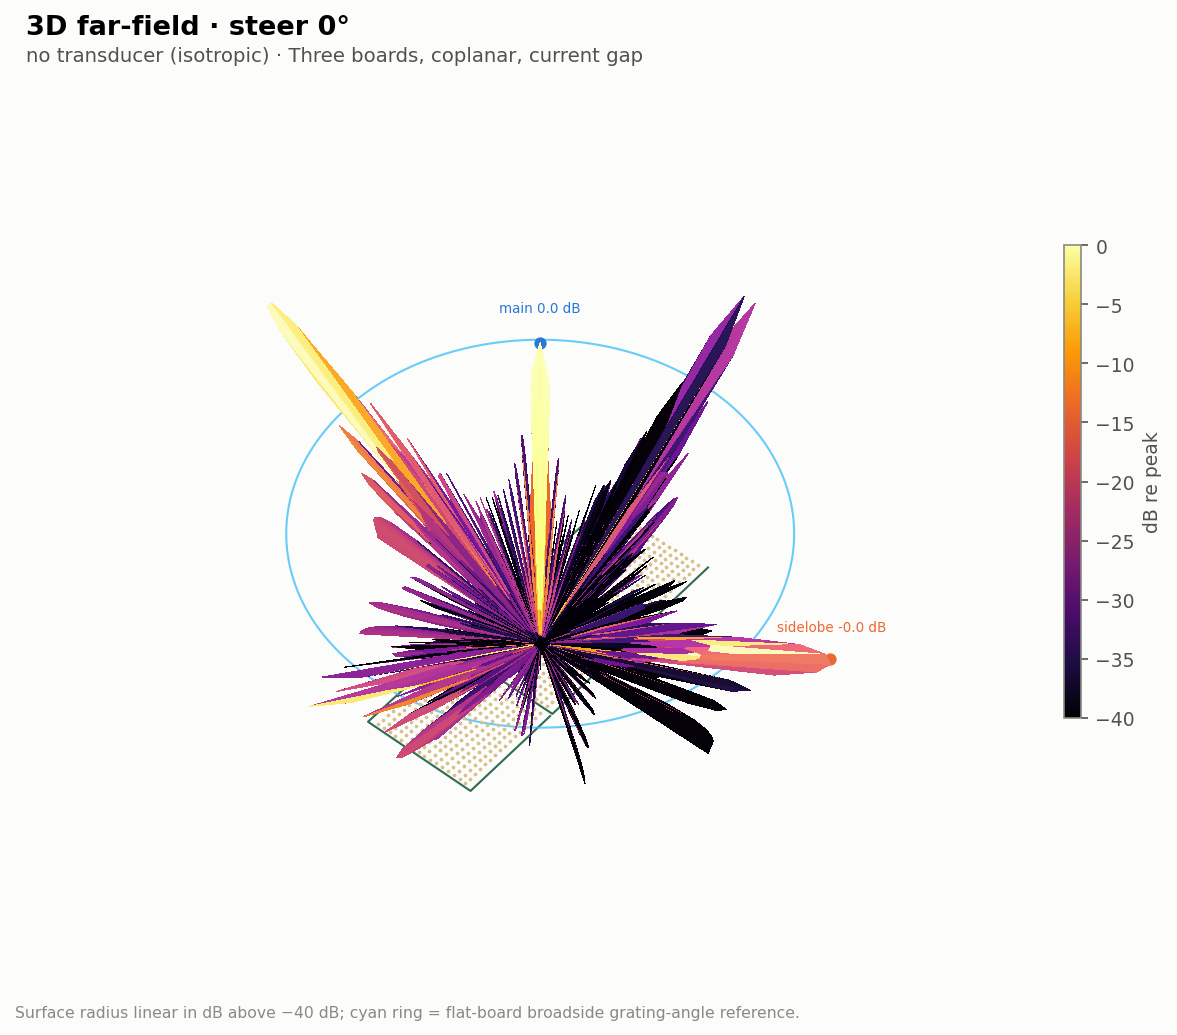 3D far-field · steer 0°
no transducer (isotropic) · Three boards, coplanar, current gap
main 0.0 dB
sidelobe -0.0 dB
0
−5
−10
−15
−20
−25
−30
−35
−40
dB re peak
Surface radius linear in dB above −40 dB; cyan ring = flat-board broadside grating-angle reference.